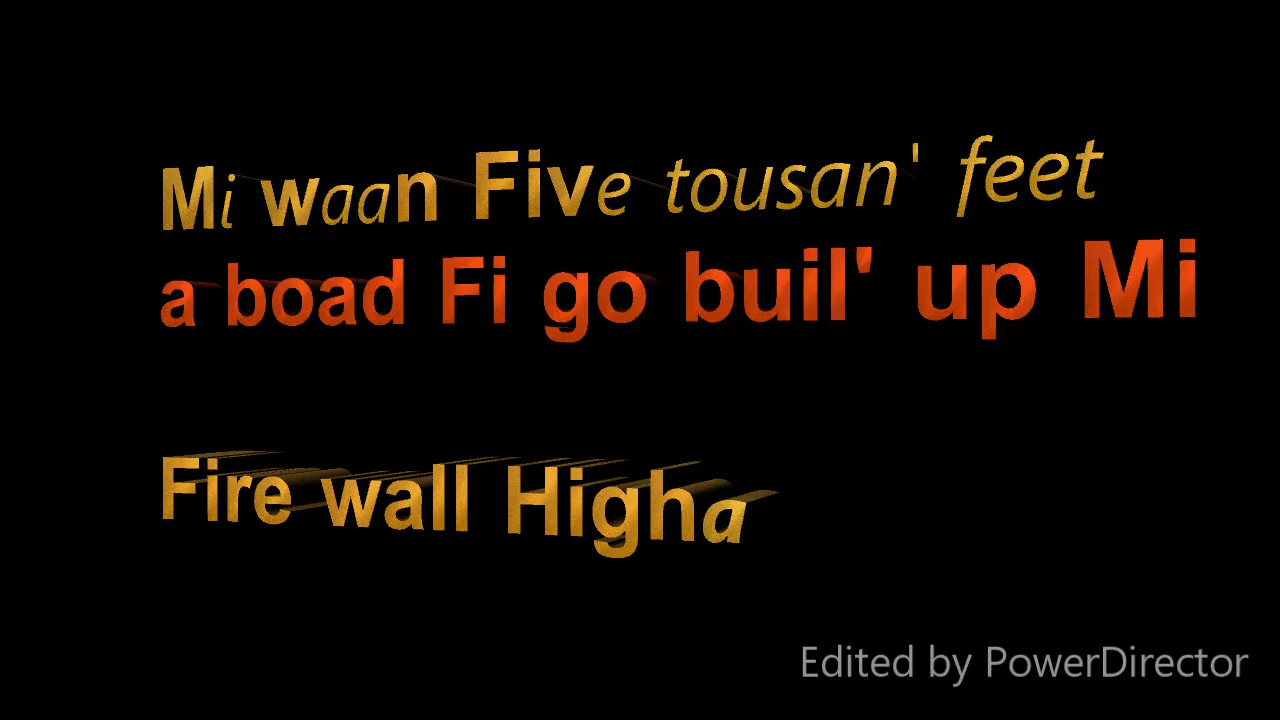 Mi waan Five tousan' feet
a boad Fi go buil' up Mi
Fire wall Higha
Edited by PowerDirector